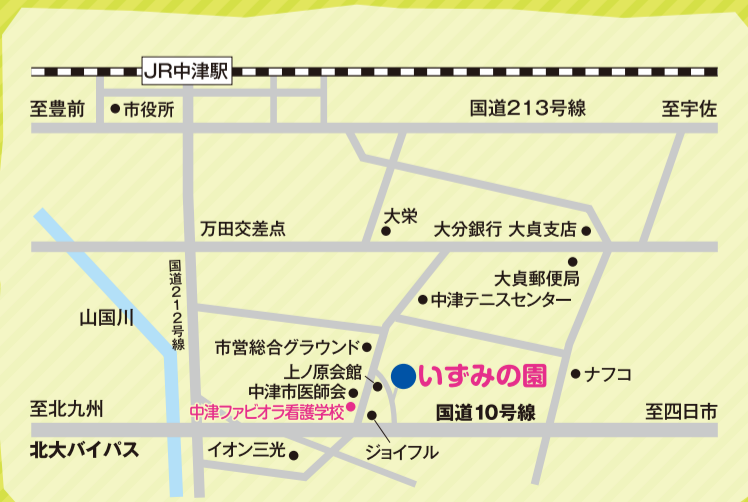 JR中津駅
至豊前
市役所
国道213号線
至宇佐
大栄
万田交差点
大分銀行 大貞支店
国道212号線
大貞郵便局
中津テニスセンター
山国川
市営総合グラウンド
上ノ原会館
いずみの園
ナフコ
中津市医師会
中津ファビオラ看護学校
至北九州
国道10号線
至四日市
北大バイパス
イオン三光
ジョイフル